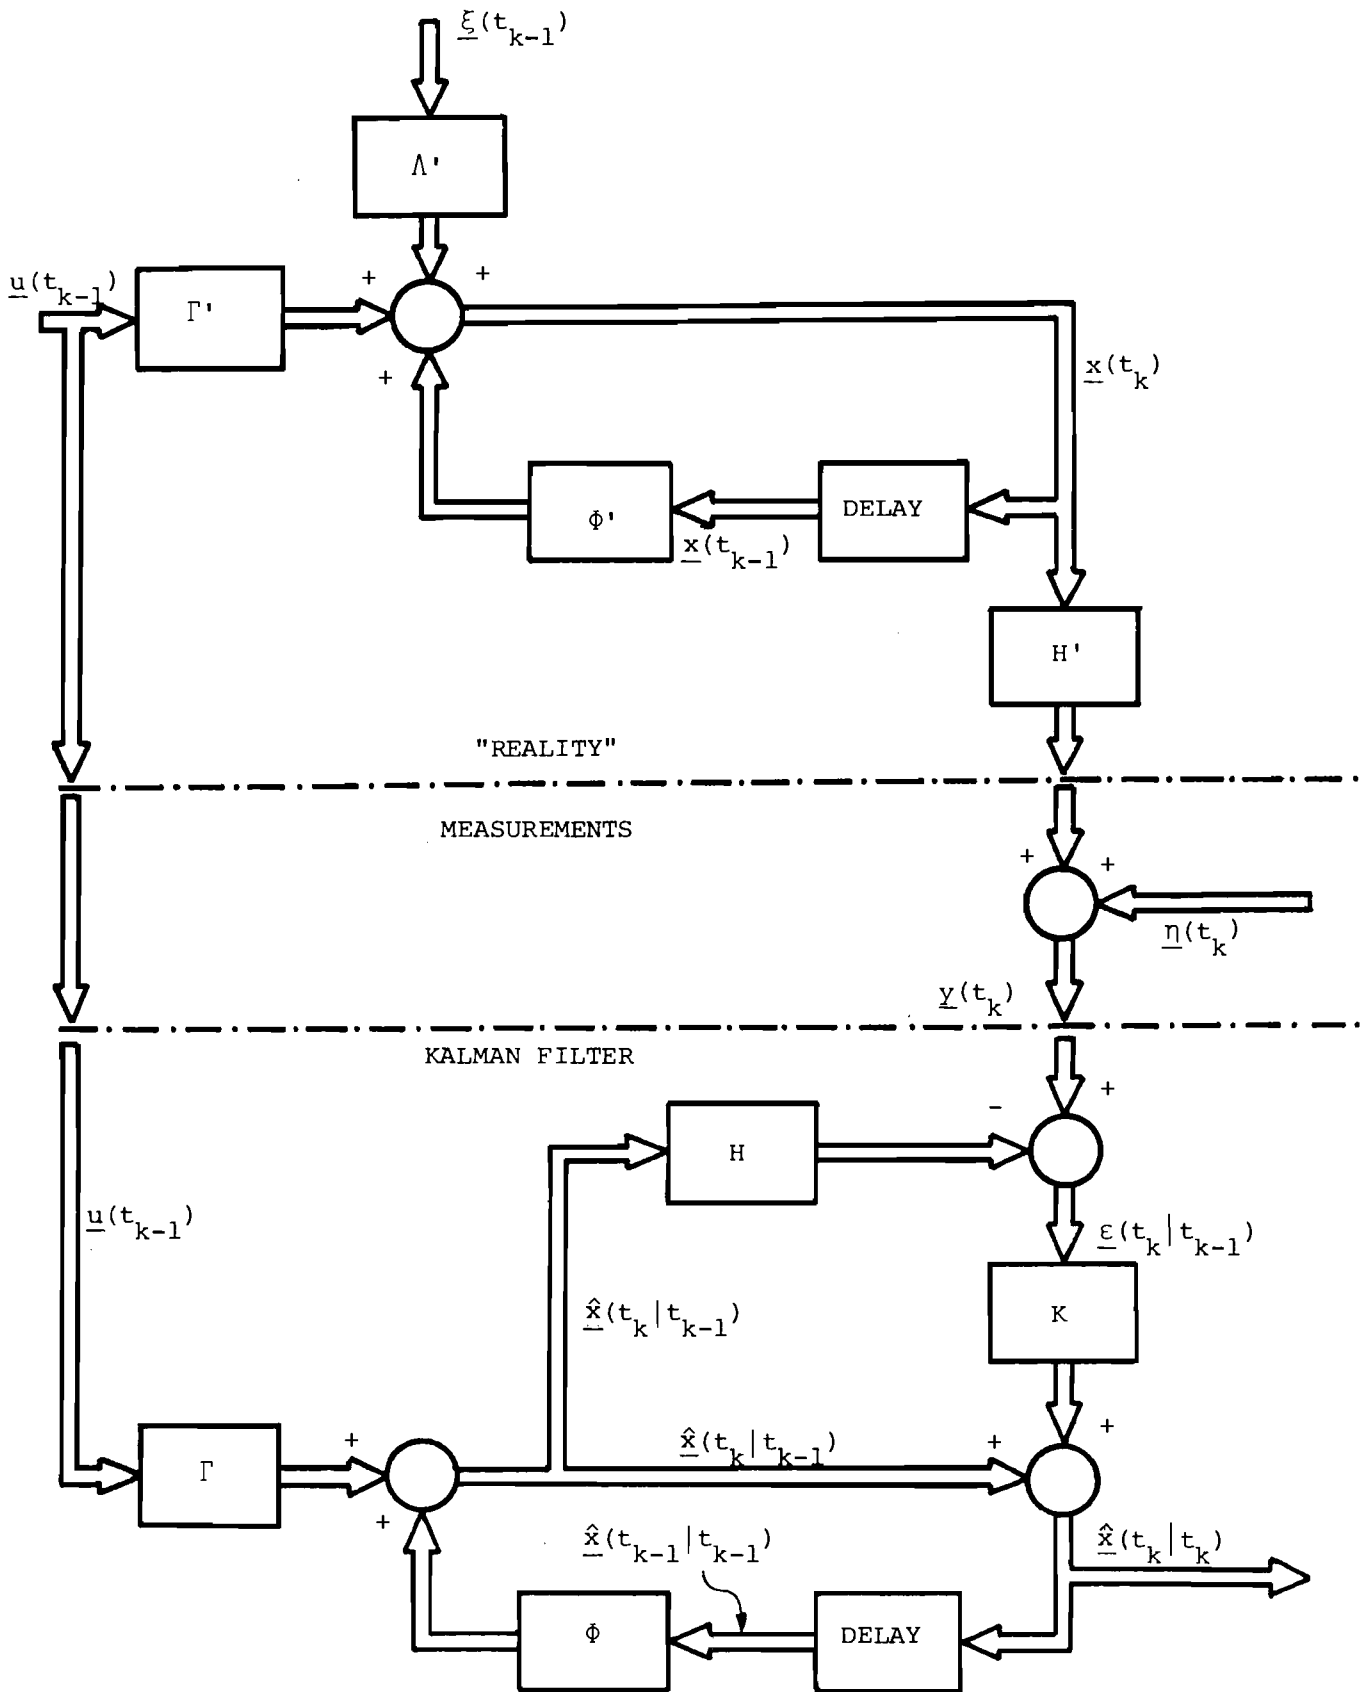 ξ(t_{k-1})
Λ'
u(t_{k-1})
+
+
Γ'
+
x(t_k)
Φ'
DELAY
x(t_{k-1})
H'
"REALITY"
MEASUREMENTS
+
+
η(t_k)
y(t_k)
KALMAN FILTER
+
-
H
u(t_{k-1})
ε(t_k|t_{k-1})
x̂(t_k|t_{k-1})
K
+
x̂(t_k|t_{k-1})
+
+
Γ
+
x̂(t_{k-1}|t_{k-1})
x̂(t_k|t_k)
Φ
DELAY